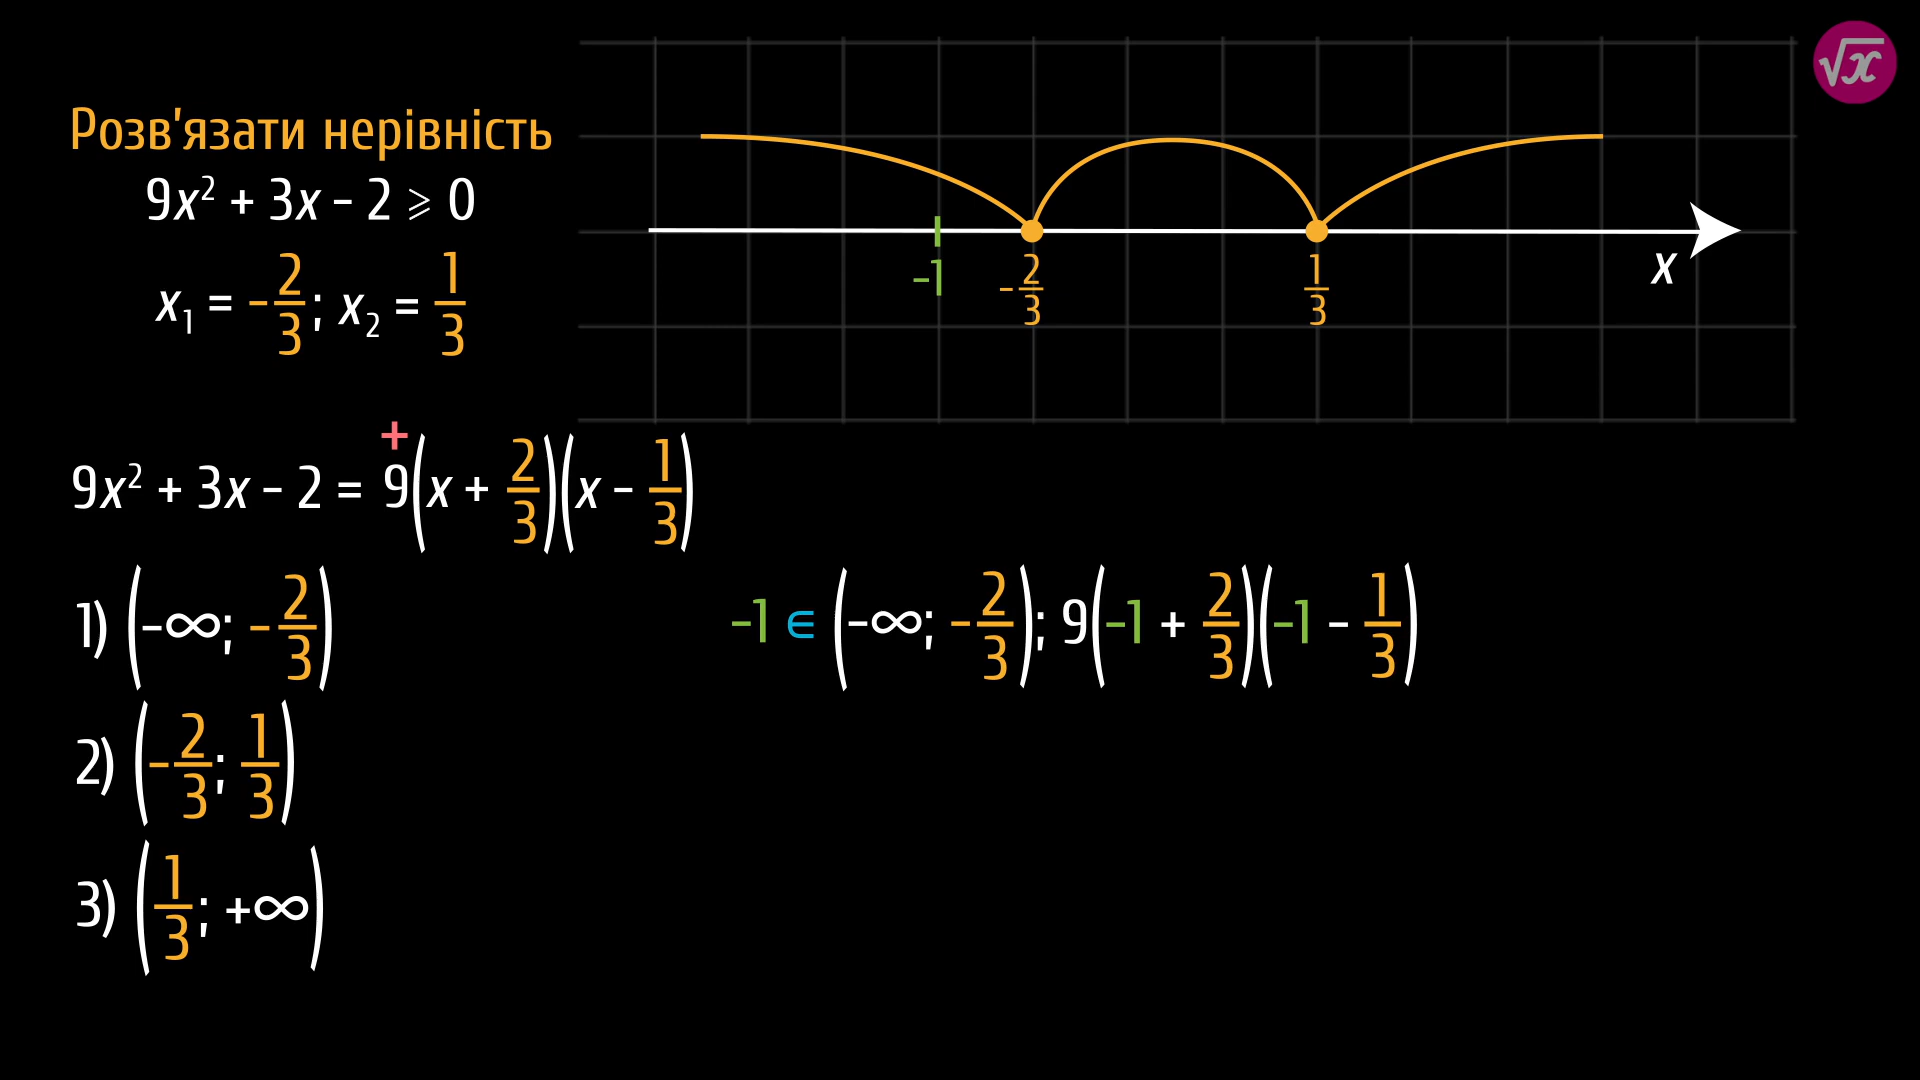 Розв'язати нерівність
9x² + 3x − 2 ⩾ 0
x₁ = −2/3; x₂ = 1/3
√x
−1 −2/3 1/3 x
+
9x² + 3x − 2 = 9(x + 2/3)(x − 1/3)
1) (−∞; −2/3) −1 ∈ (−∞; −2/3); 9(−1 + 2/3)(−1 − 1/3)
2) (−2/3; 1/3)
3) (1/3; +∞)